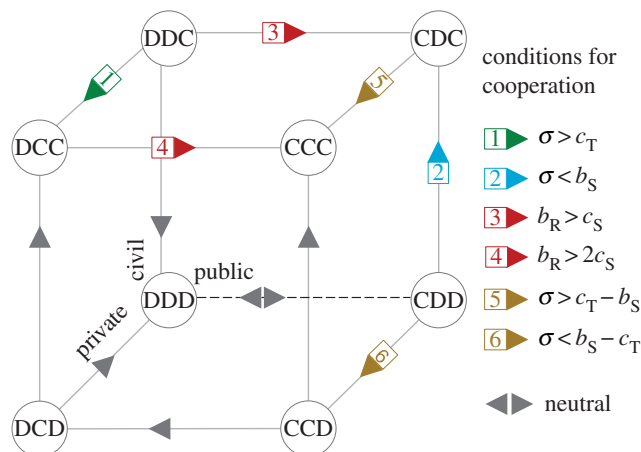 DDC
3
CDC
1
5
DCC
4
CCC
2
civil
public
DDD
CDD
private
6
DCD
CCD
conditions for
cooperation
1 σ > c_T
2 σ < b_S
3 b_R > c_S
4 b_R > 2c_S
5 σ > c_T − b_S
6 σ < b_S − c_T
neutral